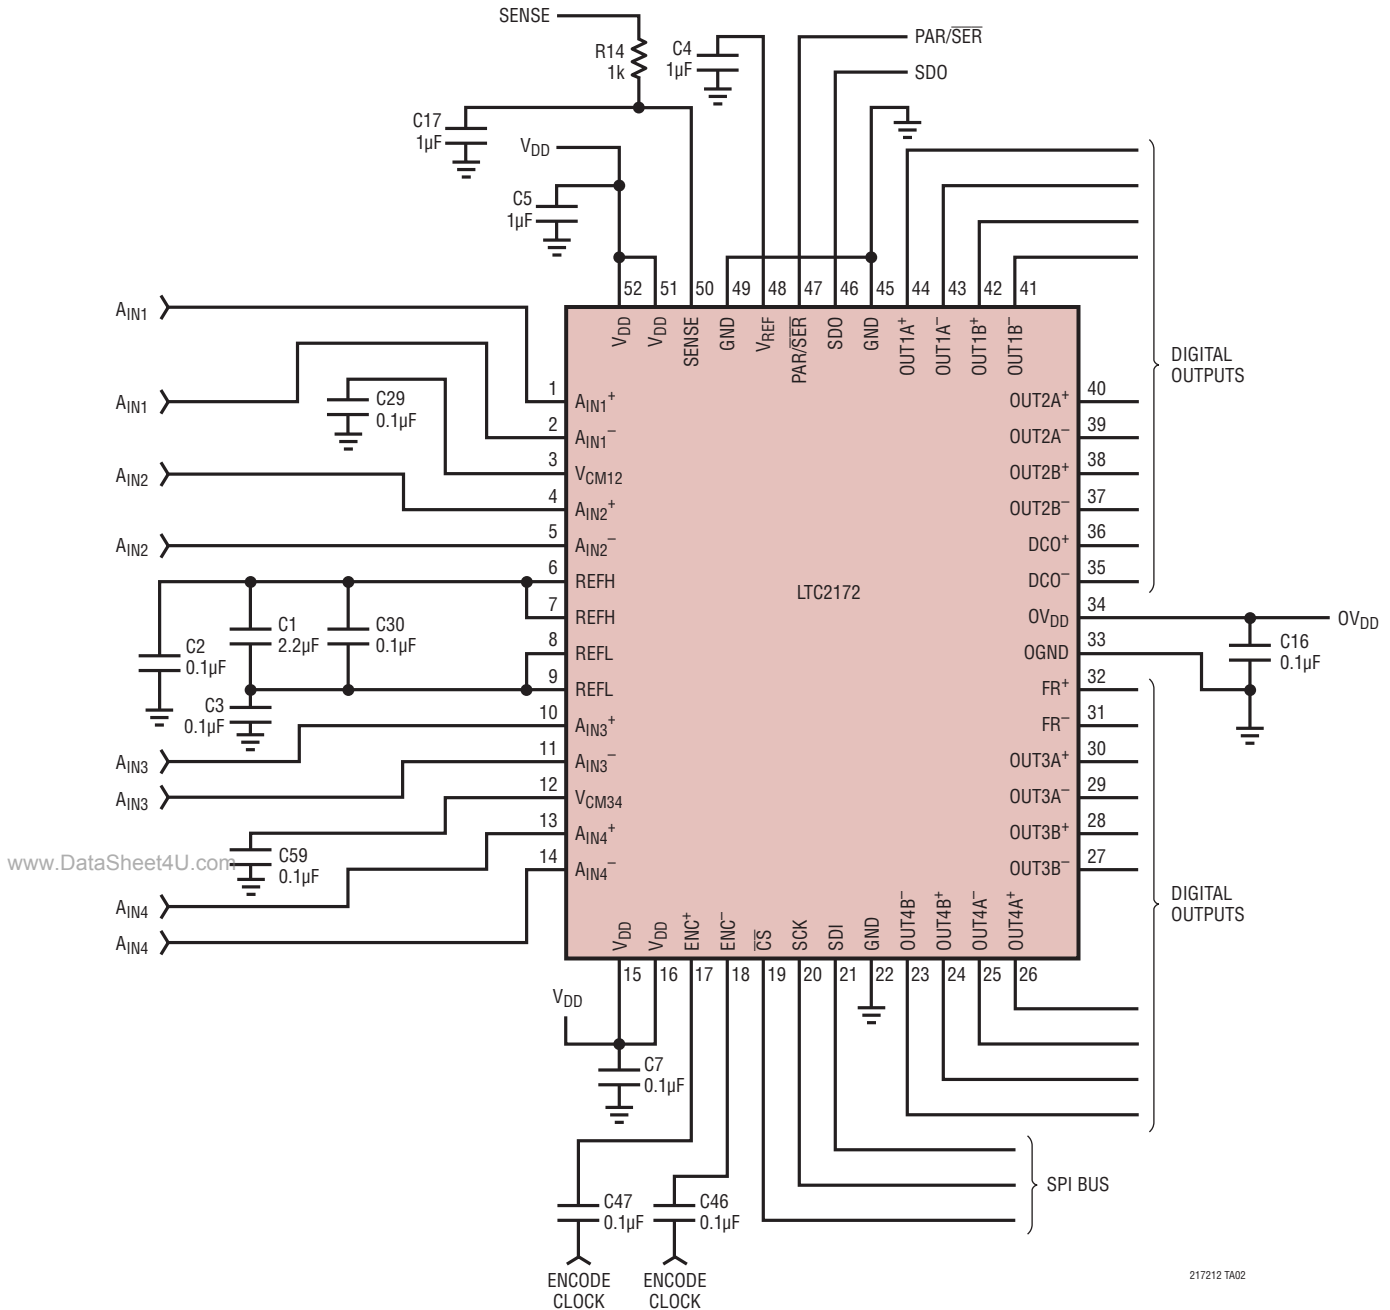 SENSE
R14
1k
C4
1µF
PAR/SER
SDO
C17
1µF
VDD
C5
1µF
DIGITAL
OUTPUTS
52 51 50 49 48 47 46 45 44 43 42 41
VDD VDD SENSE GND VREF PAR/SER SDO GND OUT1A+ OUT1A– OUT1B+ OUT1B–
AIN1
AIN1
C29
0.1µF
AIN2
AIN2
C2
0.1µF
C1
2.2µF
C30
0.1µF
C3
0.1µF
AIN3
AIN3
C59
0.1µF
AIN4
AIN4
1 AIN1+
2 AIN1–
3 VCM12
4 AIN2+
5 AIN2–
6 REFH
7 REFH
8 REFL
9 REFL
10 AIN3+
11 AIN3–
12 VCM34
13 AIN4+
14 AIN4–
LTC2172
OUT2A+ 40
OUT2A– 39
OUT2B+ 38
OUT2B– 37
DCO+ 36
DCO– 35
OVDD 34
OGND 33
FR+ 32
FR– 31
OUT3A+ 30
OUT3A– 29
OUT3B+ 28
OUT3B– 27
OVDD
C16
0.1µF
DIGITAL
OUTPUTS
www.DataSheet4U.com
VDD VDD ENC+ ENC– CS SCK SDI GND OUT4B– OUT4B+ OUT4A– OUT4A+
15 16 17 18 19 20 21 22 23 24 25 26
VDD
C7
0.1µF
C47
0.1µF
C46
0.1µF
SPI BUS
ENCODE
CLOCK
ENCODE
CLOCK
217212 TA02